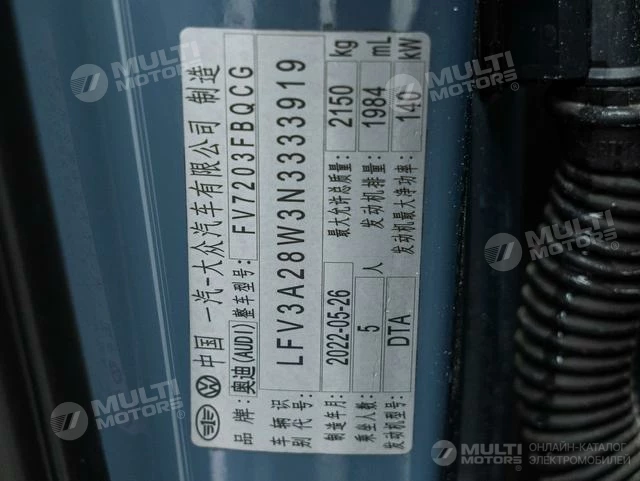 中国 一汽-大众汽车有限公司 制造
品牌: 奥迪(AUDI) 整车型号: FV7203FBQCG
车辆识别代号: LFV3A28W3N3333919
制造年月: 2022-05-26 最大允许总质量: 2150 kg
乘坐人数: 5 人 发动机排量: 1984 mL
发动机型号: DTA 发动机最大净功率: 140 kW
MULTI MOTORS®
MULTI MOTORS®
MULTI MOTORS®
MULTI MOTORS®
MULTI MOTORS®
MULTI MOTORS®
MULTI MOTORS®
ОНЛАЙН-КАТАЛОГ
ЭЛЕКТРОМОБИЛЕЙ